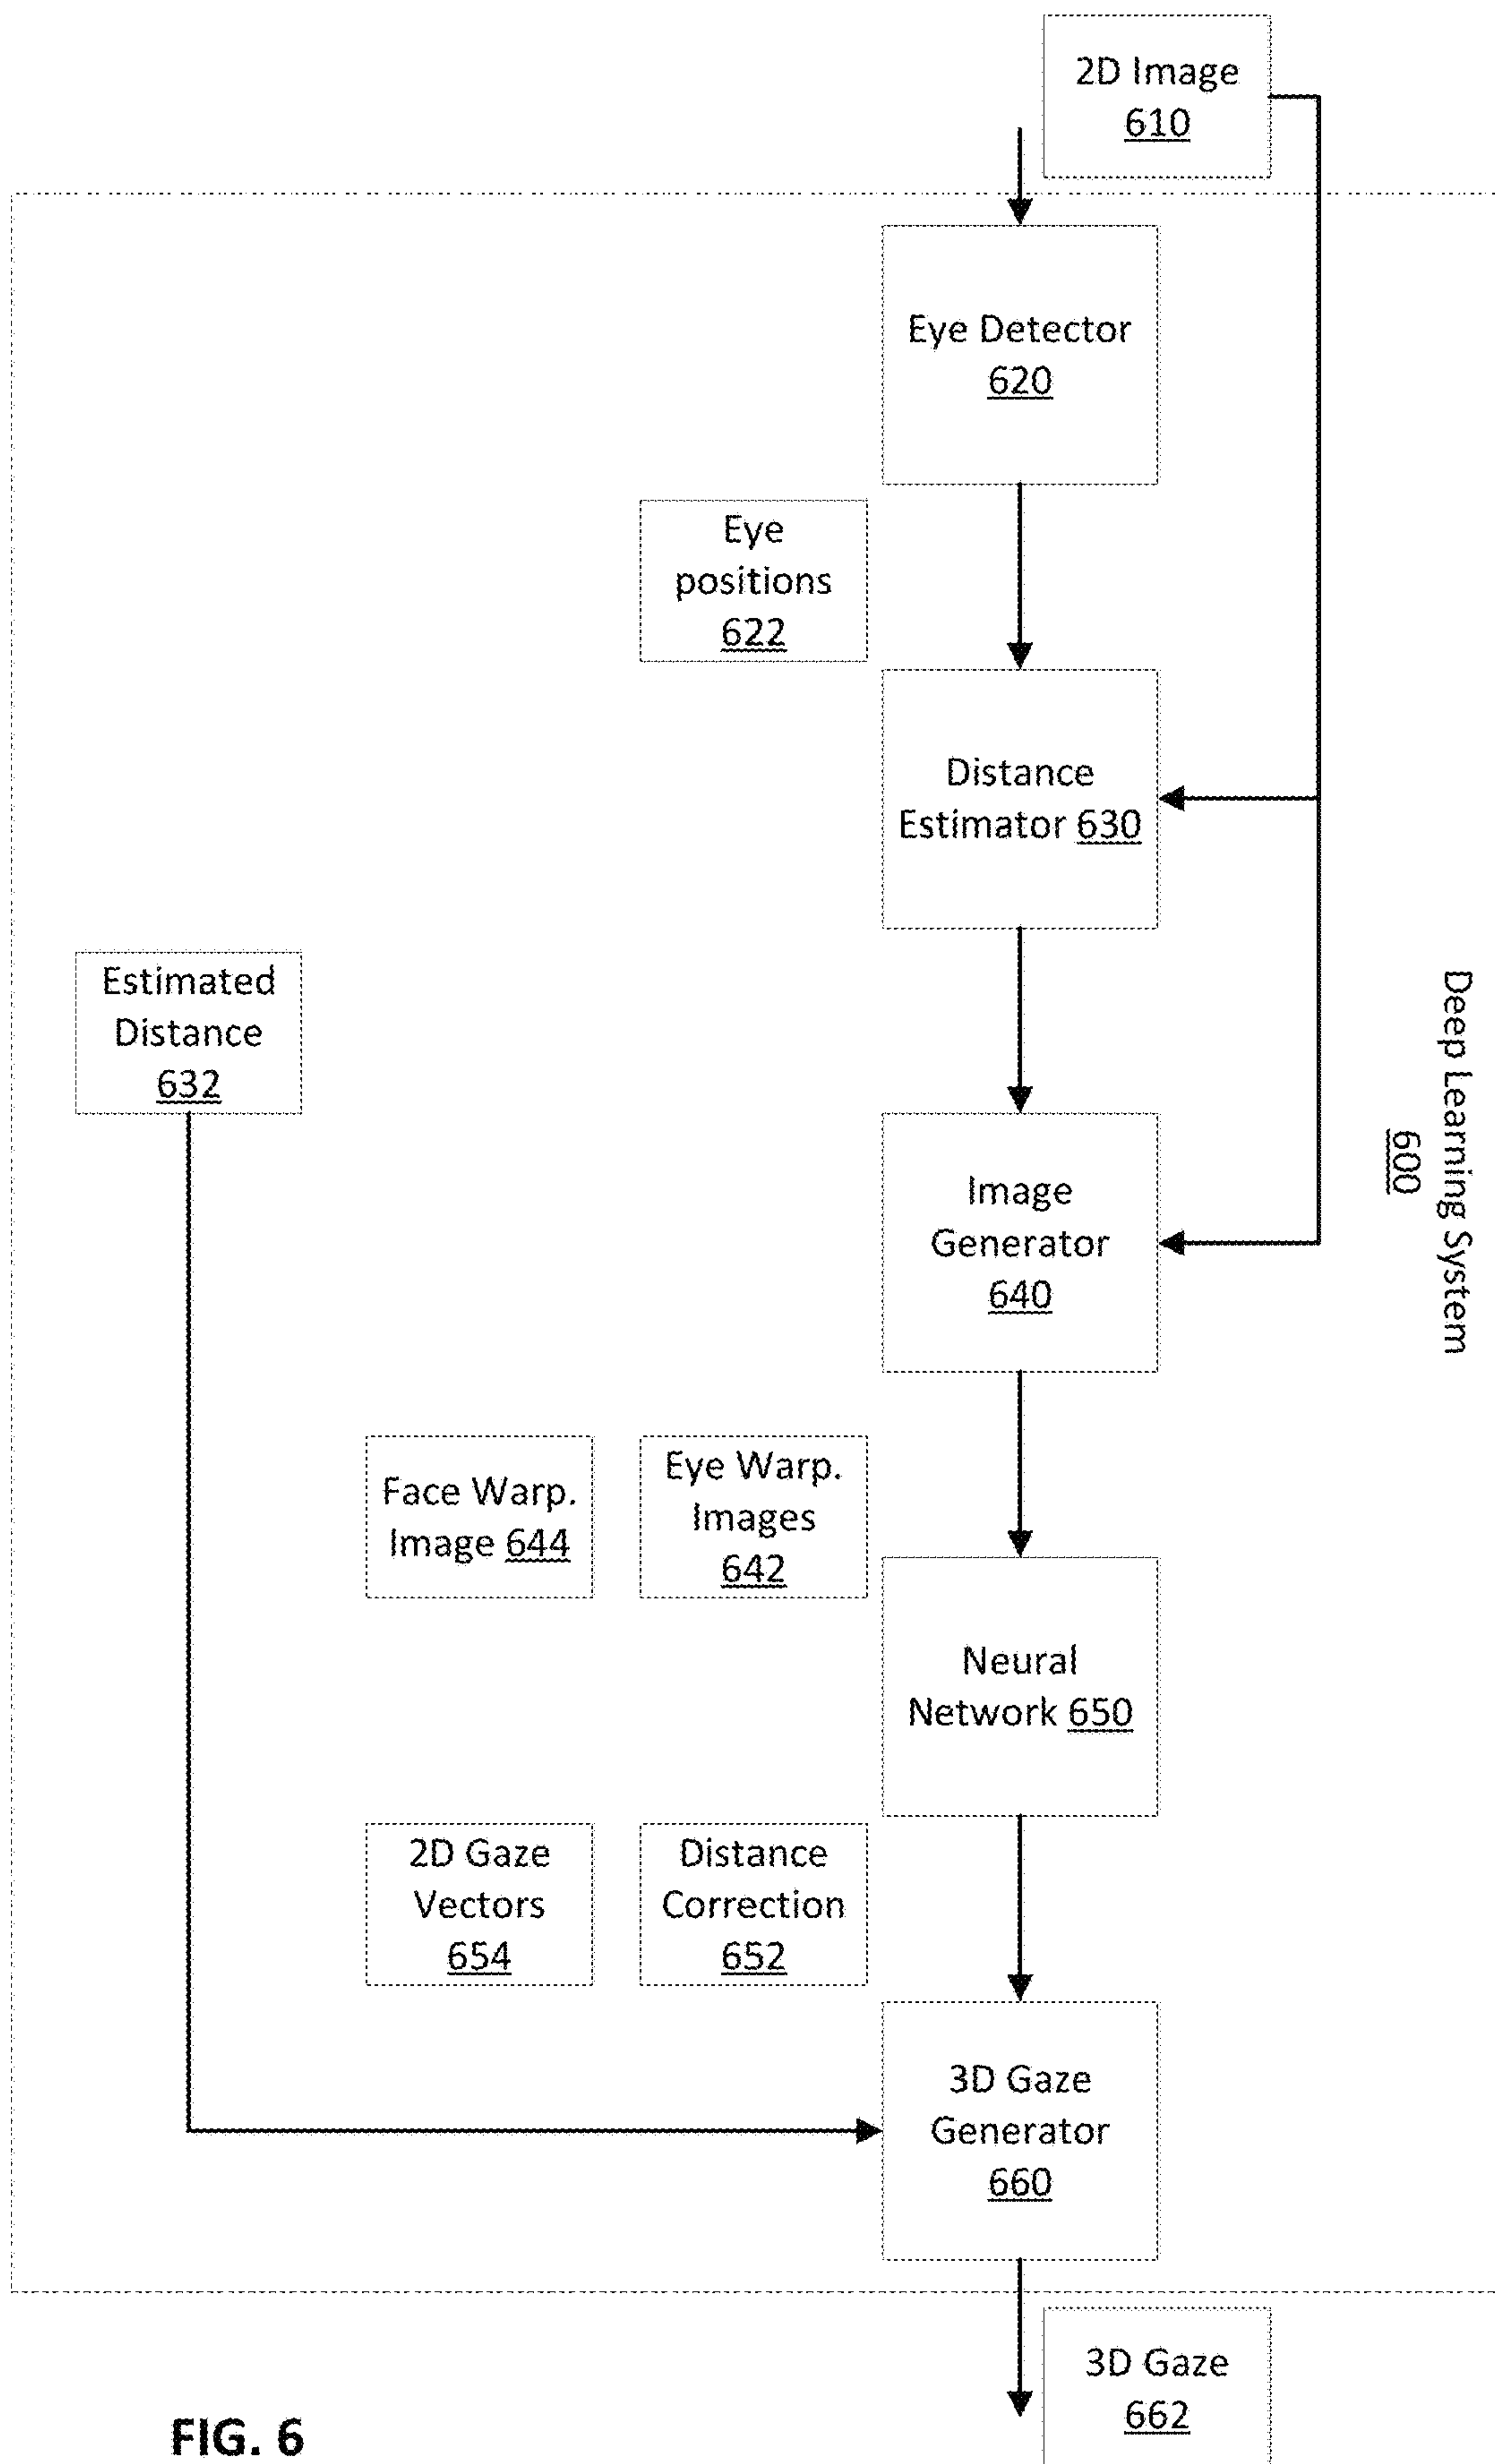 2D Image
610
Eye Detector
620
Eye
positions
622
Distance
Estimator 630
Estimated
Distance
632
Deep Learning System
600
Image
Generator
640
Face Warp.
Image 644
Eye Warp.
Images
642
Neural
Network 650
2D Gaze
Vectors
654
Distance
Correction
652
3D Gaze
Generator
660
3D Gaze
662
FIG. 6